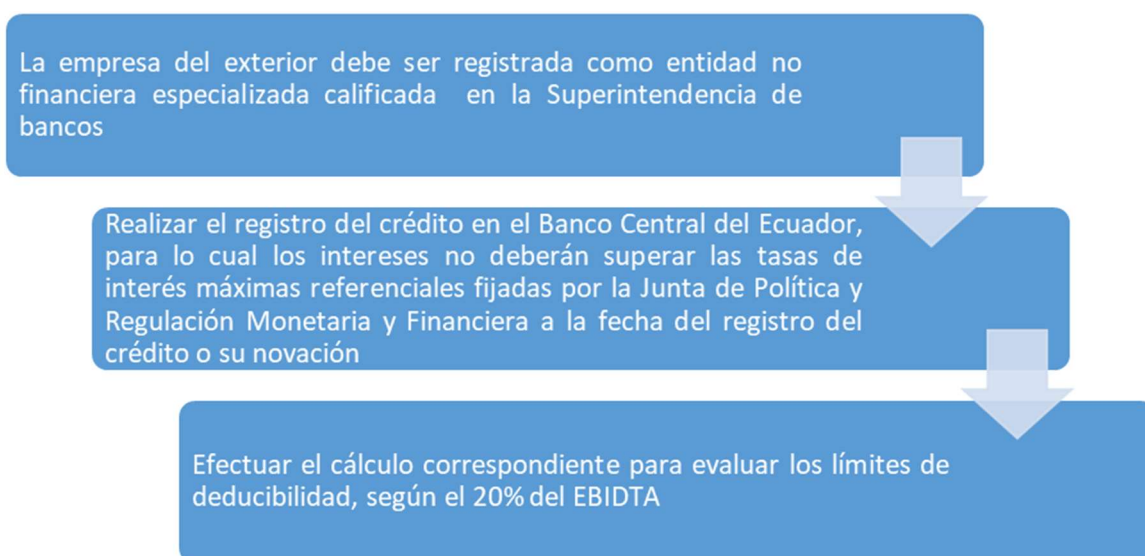 La empresa del exterior debe ser registrada como entidad no
financiera especializada calificada en la Superintendencia de
bancos
Realizar el registro del crédito en el Banco Central del Ecuador,
para lo cual los intereses no deberán superar las tasas de
interés máximas referenciales fijadas por la Junta de Política y
Regulación Monetaria y Financiera a la fecha del registro del
crédito o su novación
Efectuar el cálculo correspondiente para evaluar los límites de
deducibilidad, según el 20% del EBIDTA